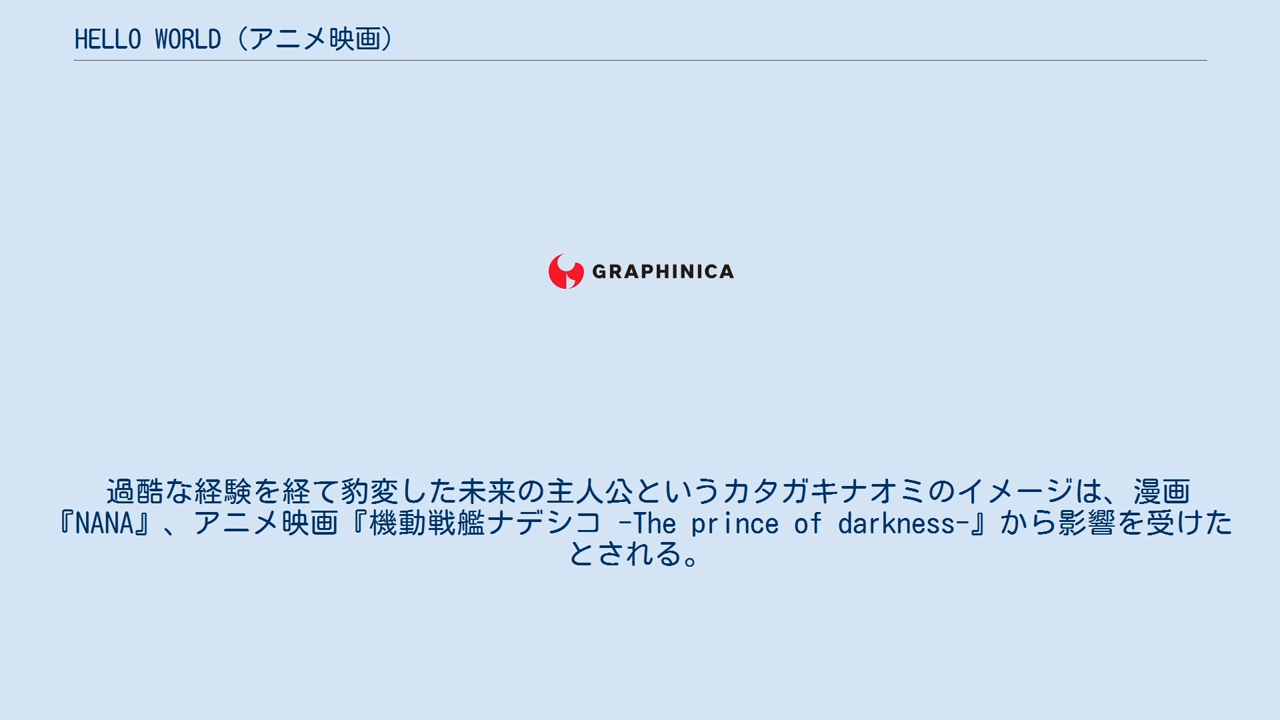 HELLO WORLD（アニメ映画）
GRAPHINICA
過酷な経験を経て豹変した未来の主人公というカタガキナオミのイメージは、漫画
『NANA』、アニメ映画『機動戦艦ナデシコ -The prince of darkness-』から影響を受けた
とされる。